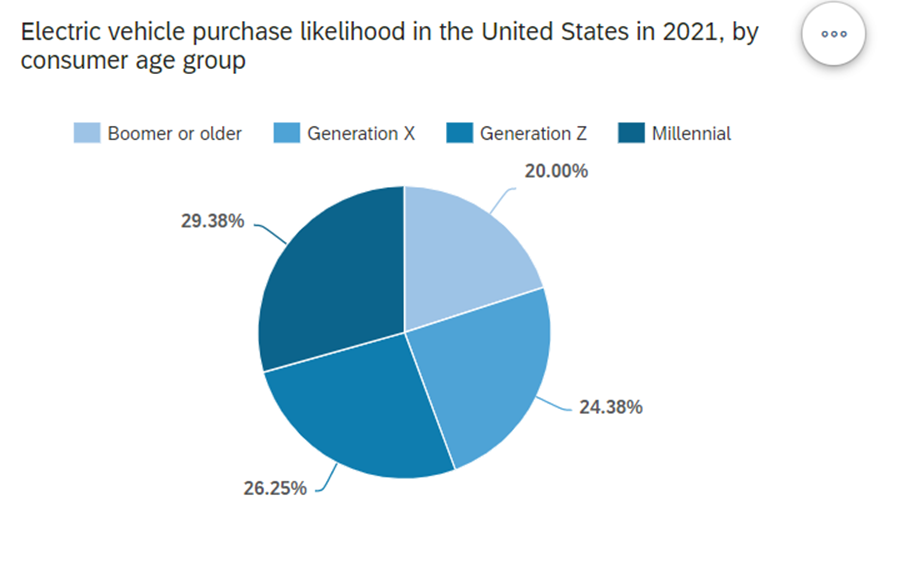 Electric vehicle purchase likelihood in the United States in 2021, by
consumer age group
Boomer or older Generation X Generation Z Millennial
20.00%
29.38%
24.38%
26.25%